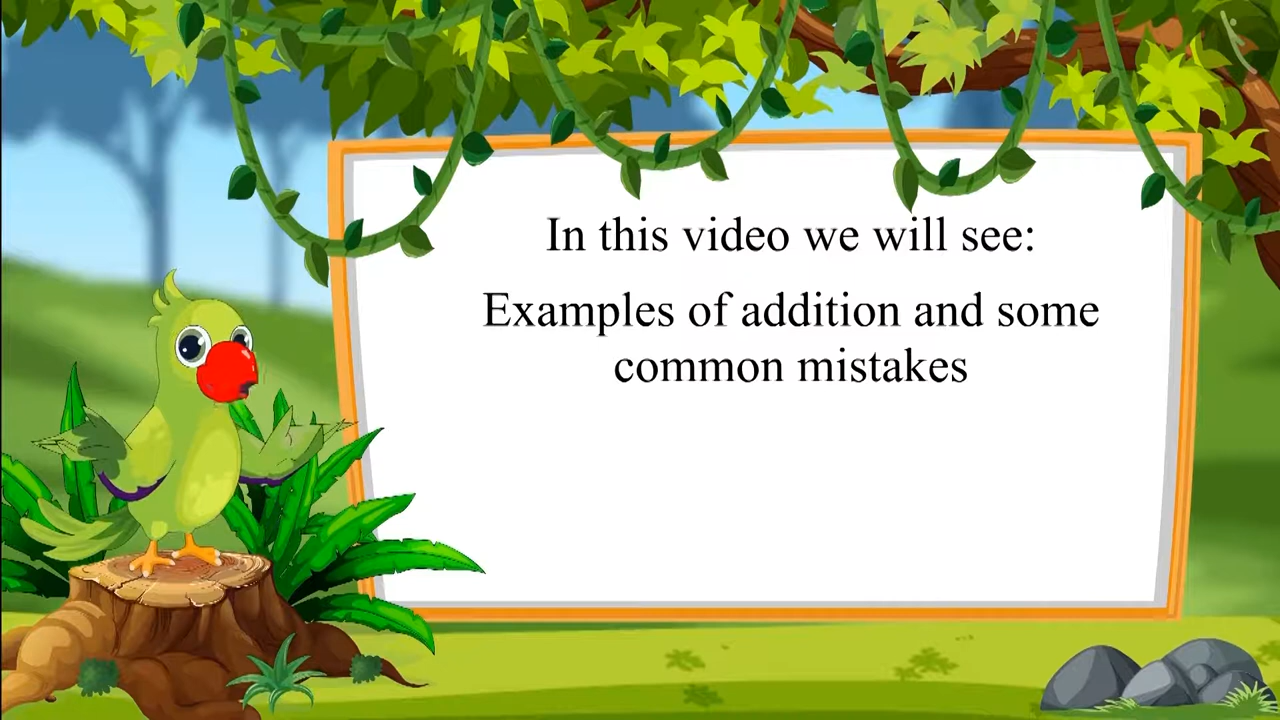 In this video we will see:
Examples of addition and some
common mistakes